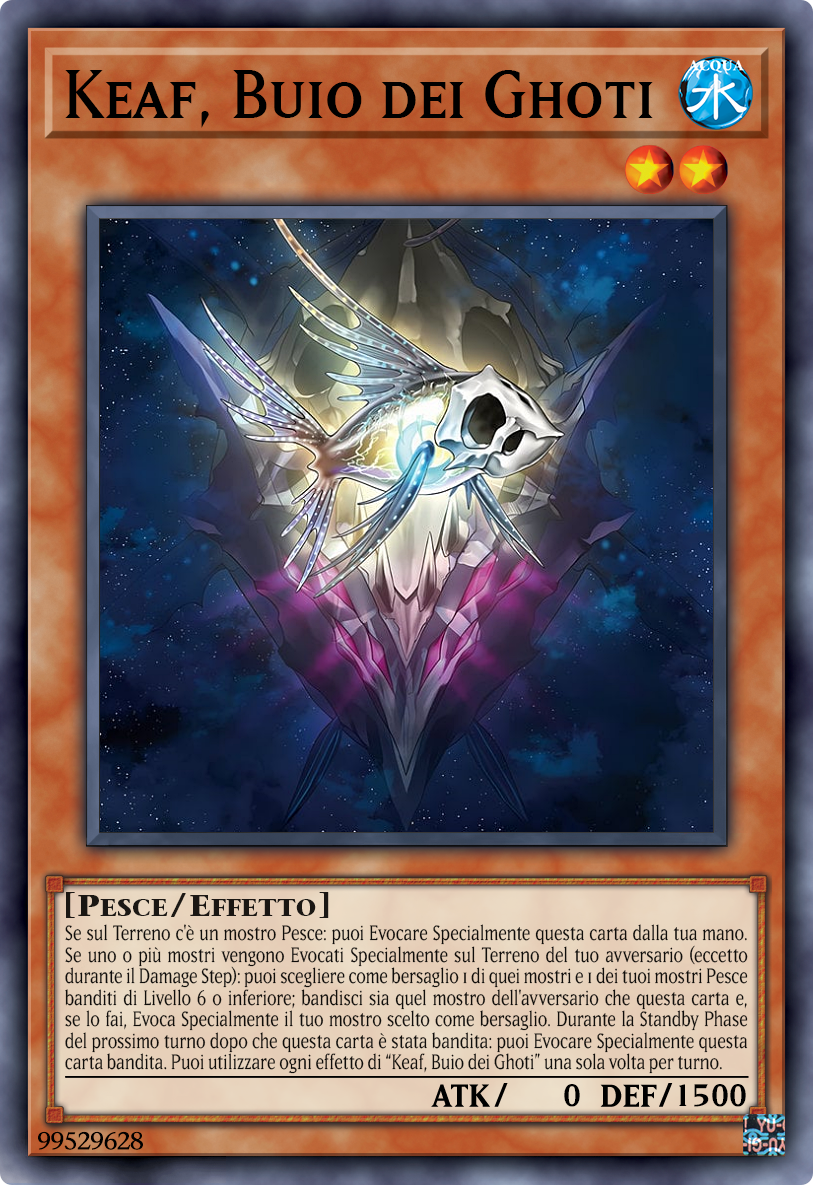 Keaf, Buio dei Ghoti
ACQUA
水
[Pesce/Effetto]
Se sul Terreno c'è un mostro Pesce: puoi Evocare Specialmente questa carta dalla tua mano.
Se uno o più mostri vengono Evocati Specialmente sul Terreno del tuo avversario (eccetto
durante il Damage Step): puoi scegliere come bersaglio 1 di quei mostri e 1 dei tuoi mostri Pesce
banditi di Livello 6 o inferiore; bandisci sia quel mostro dell'avversario che questa carta e,
se lo fai, Evoca Specialmente il tuo mostro scelto come bersaglio. Durante la Standby Phase
del prossimo turno dopo che questa carta è stata bandita: puoi Evocare Specialmente questa
carta bandita. Puoi utilizzare ogni effetto di “Keaf, Buio dei Ghoti” una sola volta per turno.
ATK/ 0 DEF/1500
99529628